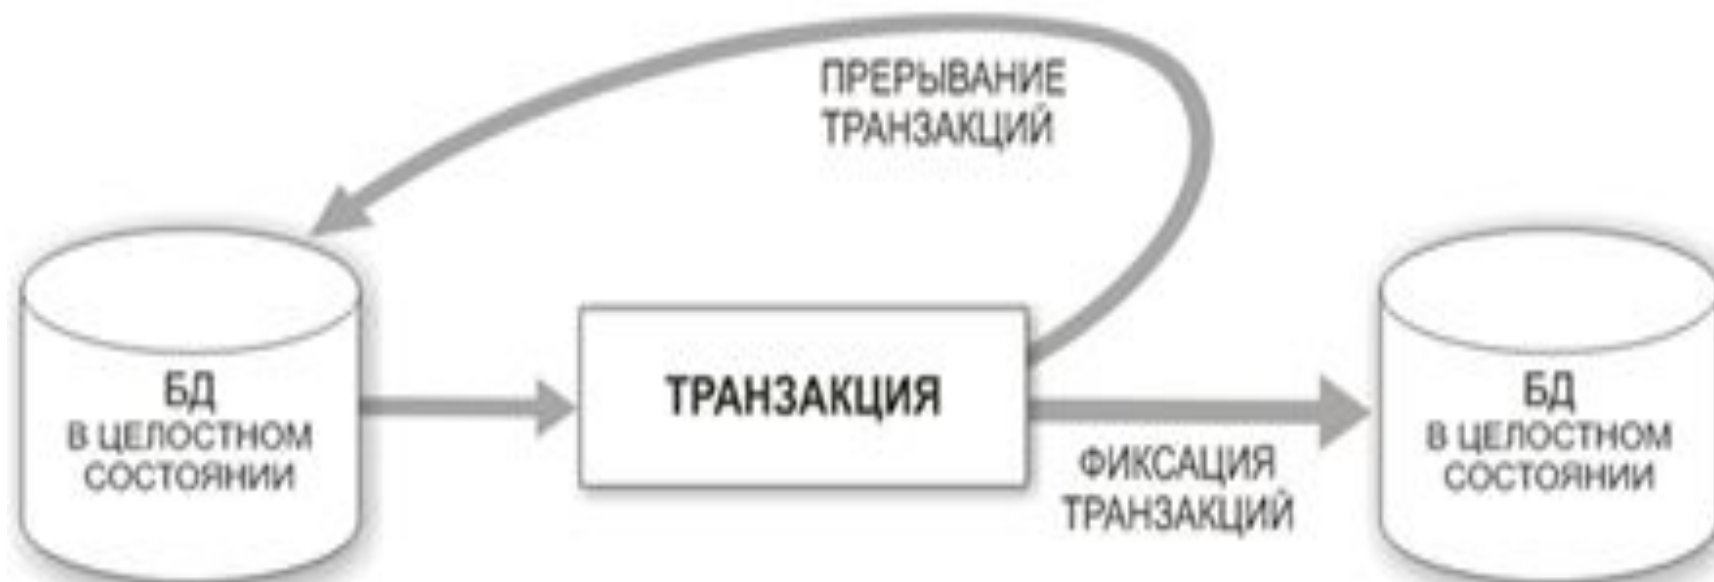 ПРЕРЫВАНИЕ
ТРАНЗАКЦИЙ
БД
В ЦЕЛОСТНОМ
СОСТОЯНИИ
ТРАНЗАКЦИЯ
ФИКСАЦИЯ
ТРАНЗАКЦИЙ
БД
В ЦЕЛОСТНОМ
СОСТОЯНИИ